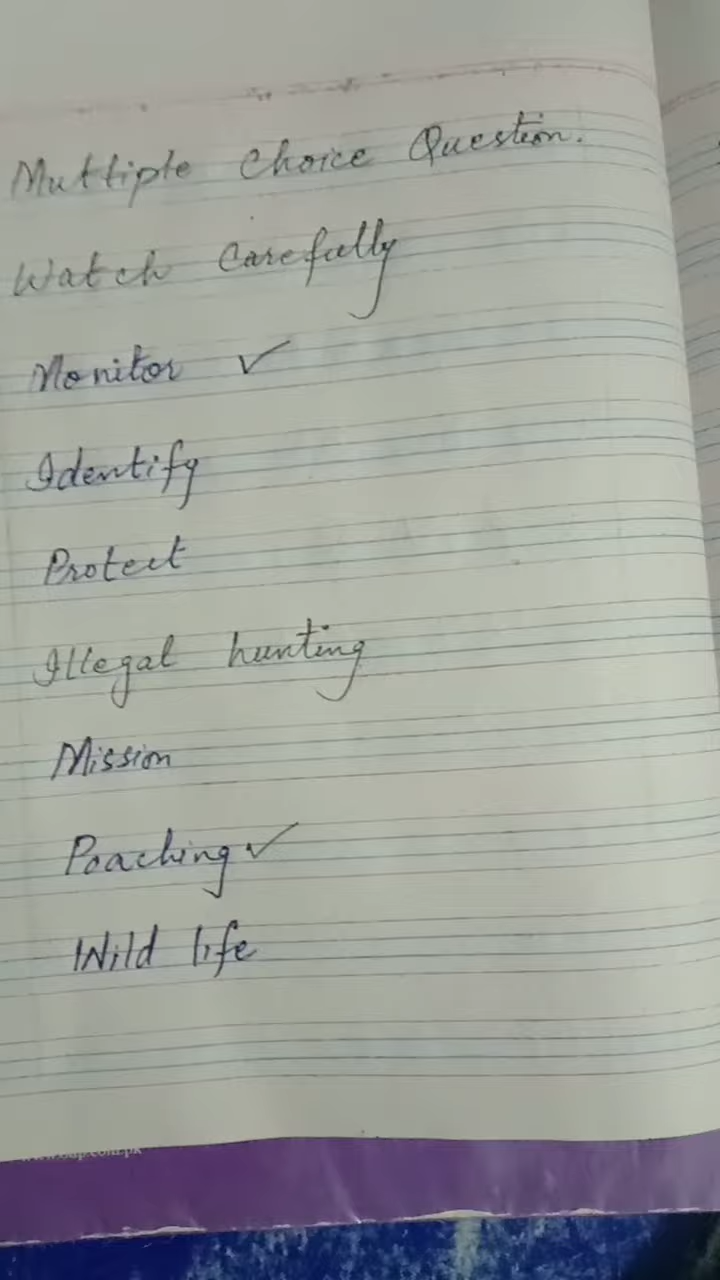 Multiple Choice Question.
Watch Carefully
Monitor ✓
Identify
Protect
Illegal hunting
Mission
Poaching ✓
Wild life